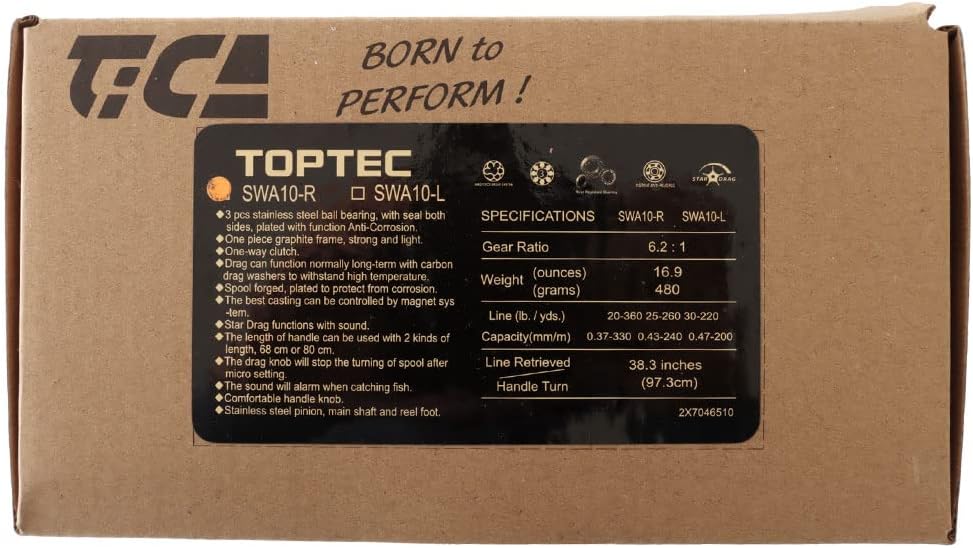 TiCA
BORN to
PERFORM !
TOPTEC
SWA10-R □ SWA10-L
◆3 pcs stainless steel ball bearing, with seal both
sides, plated with function Anti-Corrosion.
◆One piece graphite frame, strong and light.
◆One-way clutch.
◆Drag can function normally long-term with carbon
drag washers to withstand high temperature.
◆Spool forged, plated to protect from corrosion.
◆The best casting can be controlled by magnet sys
-tem.
◆Star Drag functions with sound.
◆The length of handle can be used with 2 kinds of
length, 68 cm or 80 cm.
◆The drag knob will stop the turning of spool after
micro setting.
◆The sound will alarm when catching fish.
◆Comfortable handle knob.
◆Stainless steel pinion, main shaft and reel foot.
3
STAR DRAG
SPECIFICATIONS SWA10-R SWA10-L
Gear Ratio 6.2 : 1
Weight (ounces) 16.9
(grams) 480
Line (lb. / yds.) 20-360 25-260 30-220
Capacity(mm/m) 0.37-330 0.43-240 0.47-200
Line Retrieved 38.3 inches
Handle Turn (97.3cm)
2X7046510